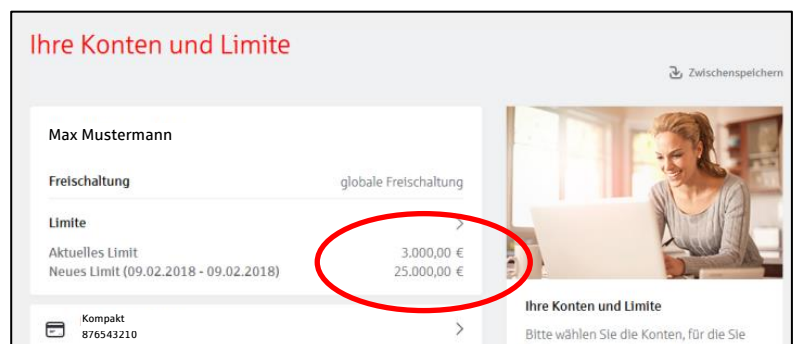 Ihre Konten und Limite
Zwischenspeichern
Max Mustermann
Freischaltung globale Freischaltung
Limite
Aktuelles Limit 3.000,00 €
Neues Limit (09.02.2018 - 09.02.2018) 25.000,00 €
Kompakt
876543210
Ihre Konten und Limite
Bitte wählen Sie die Konten, für die Sie